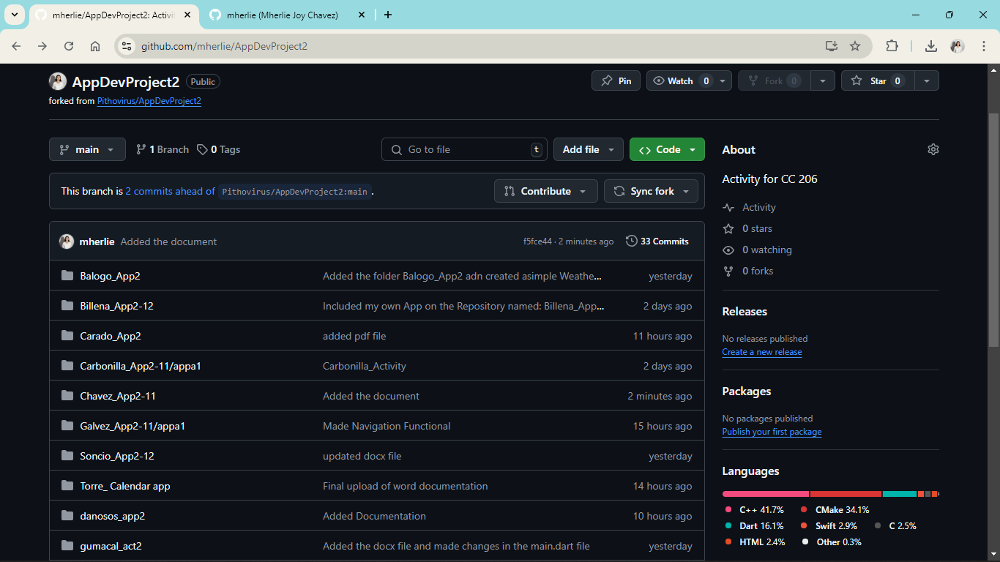 mherlie/AppDevProject2: Activi
mherlie (Mherlie Joy Chavez)
github.com/mherlie/AppDevProject2
AppDevProject2 Public
Pin
Watch 0
Fork 0
Star 0
forked from Pithovirus/AppDevProject2
main
1 Branch
0 Tags
Go to file t
Add file
Code
This branch is 2 commits ahead of Pithovirus/AppDevProject2:main .
Contribute
Sync fork
mherlie Added the document f5fce44 · 2 minutes ago 33 Commits
Balogo_App2 Added the folder Balogo_App2 adn created asimple Weathe... yesterday
Billena_App2-12 Included my own App on the Repository named: Billena_App... 2 days ago
Carado_App2 added pdf file 11 hours ago
Carbonilla_App2-11/appa1 Carbonilla_Activity 2 days ago
Chavez_App2-11 Added the document 2 minutes ago
Galvez_App2-11/appa1 Made Navigation Functional 15 hours ago
Soncio_App2-12 updated docx file yesterday
Torre_ Calendar app Final upload of word documentation 14 hours ago
danosos_app2 Added Documentation 10 hours ago
gumacal_act2 Added the docx file and made changes in the main.dart file yesterday
About
Activity for CC 206
Activity
0 stars
0 watching
0 forks
Releases
No releases published
Create a new release
Packages
No packages published
Publish your first package
Languages
C++ 41.7% CMake 34.1%
Dart 16.1% Swift 2.9% C 2.5%
HTML 2.4% Other 0.3%